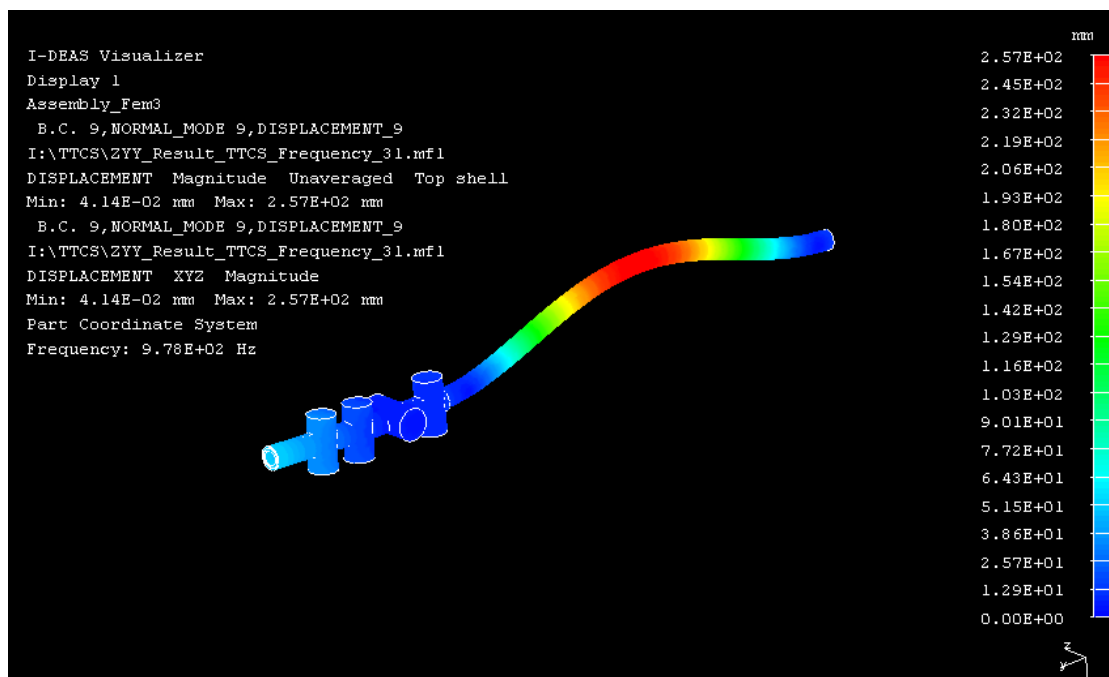 I-DEAS Visualizer
Display 1
Assembly_Fem3
B.C. 9,NORMAL_MODE 9,DISPLACEMENT_9
I:\TTCS\ZYY_Result_TTCS_Frequency_31.mf1
DISPLACEMENT Magnitude Unaveraged Top shell
Min: 4.14E-02 mm Max: 2.57E+02 mm
B.C. 9,NORMAL_MODE 9,DISPLACEMENT_9
I:\TTCS\ZYY_Result_TTCS_Frequency_31.mf1
DISPLACEMENT XYZ Magnitude
Min: 4.14E-02 mm Max: 2.57E+02 mm
Part Coordinate System
Frequency: 9.78E+02 Hz
mm
2.57E+02
2.45E+02
2.32E+02
2.19E+02
2.06E+02
1.93E+02
1.80E+02
1.67E+02
1.54E+02
1.42E+02
1.29E+02
1.16E+02
1.03E+02
9.01E+01
7.72E+01
6.43E+01
5.15E+01
3.86E+01
2.57E+01
1.29E+01
0.00E+00
z
y